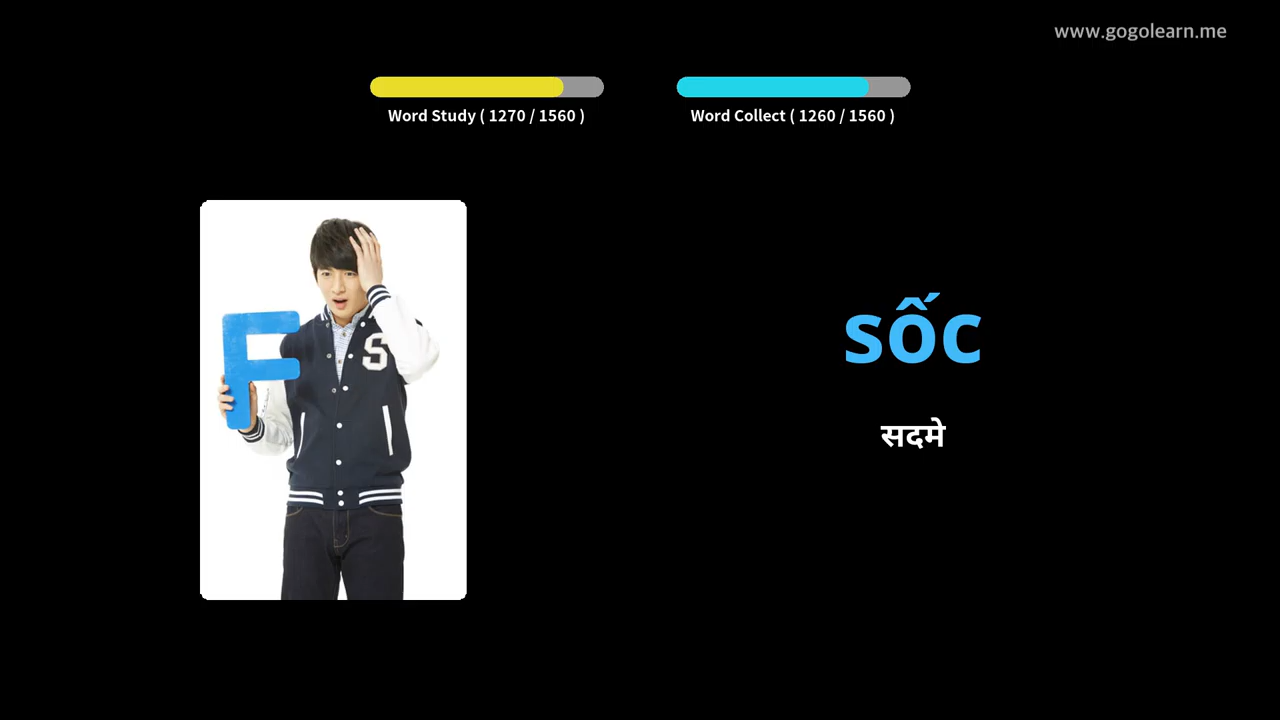 www.gogolearn.me
Word Study ( 1270 / 1560 )
Word Collect ( 1260 / 1560 )
F
S
sốc
सदमे